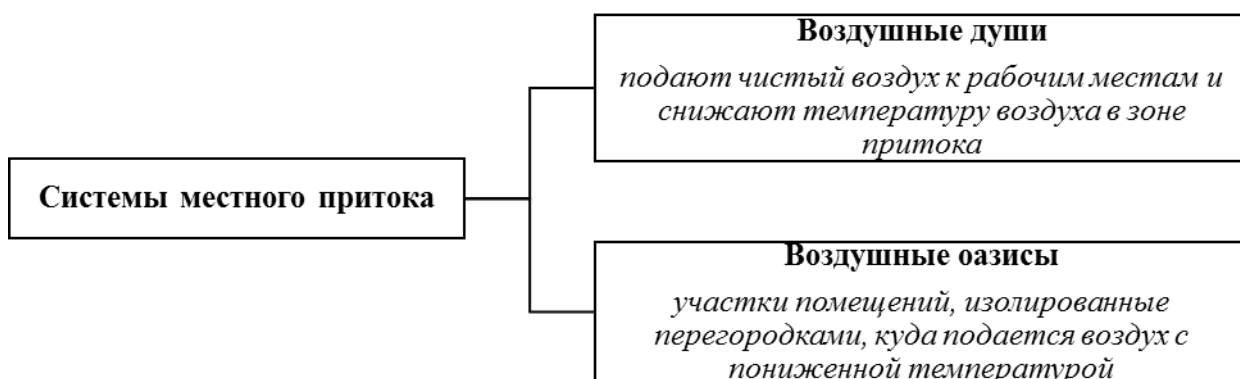 Воздушные души
подают чистый воздух к рабочим местам и
снижают температуру воздуха в зоне
притока
Системы местного притока
Воздушные оазисы
участки помещений, изолированные
перегородками, куда подается воздух с
пониженной температурой